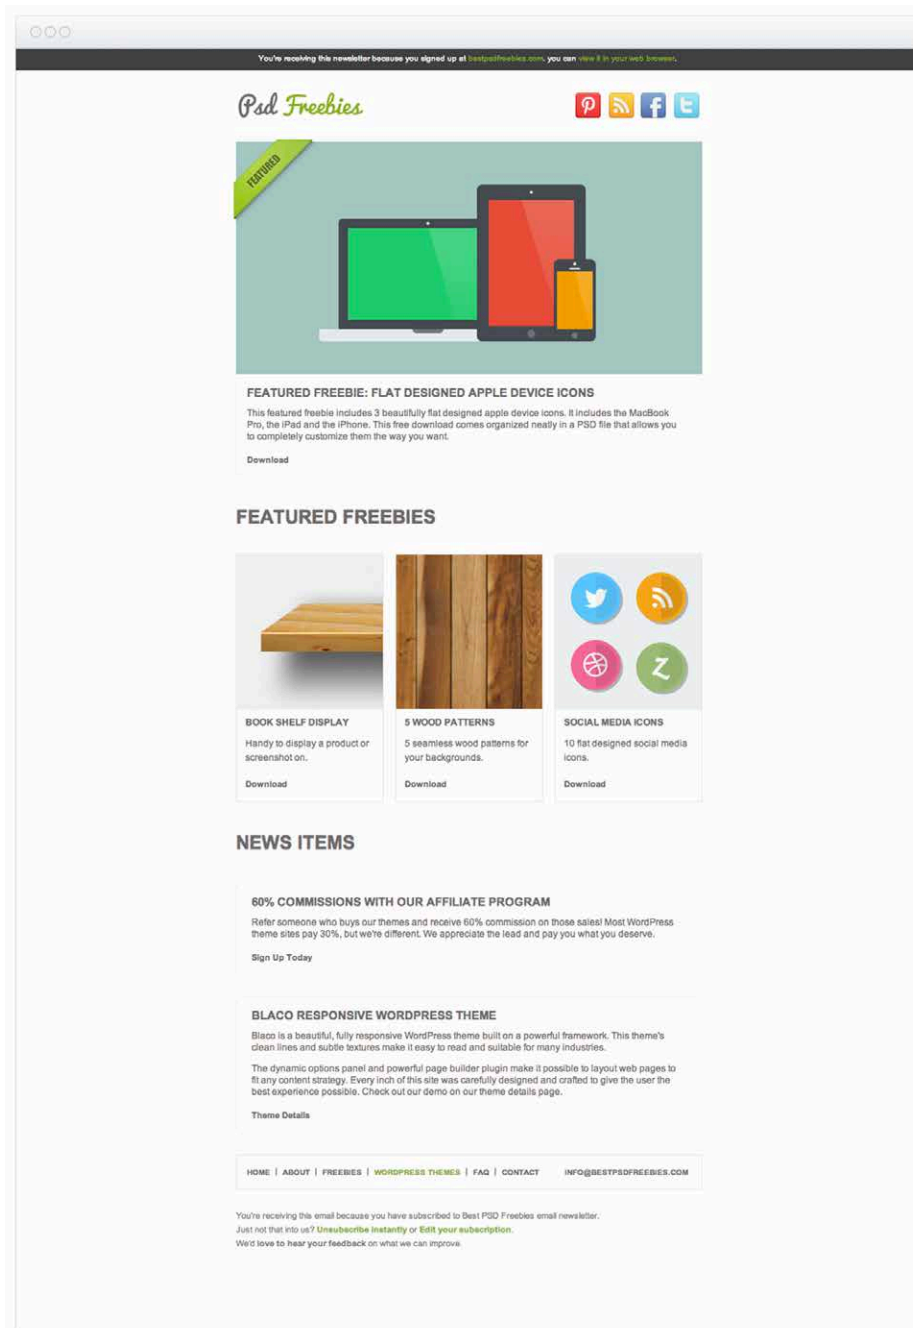 You're receiving this newsletter because you signed up at bestpsdfreebies.com. you can view it in your web browser.
Psd Freebies
FEATURED
FEATURED FREEBIE: FLAT DESIGNED APPLE DEVICE ICONS
This featured freebie includes 3 beautifully flat designed apple device icons. It includes the MacBook
Pro, the iPad and the iPhone. This free download comes organized neatly in a PSD file that allows you
to completely customize them the way you want.
Download
FEATURED FREEBIES
BOOK SHELF DISPLAY
Handy to display a product or
screenshot on.
Download
5 WOOD PATTERNS
5 seamless wood patterns for
your backgrounds.
Download
SOCIAL MEDIA ICONS
10 flat designed social media
icons.
Download
NEWS ITEMS
60% COMMISSIONS WITH OUR AFFILIATE PROGRAM
Refer someone who buys our themes and receive 60% commission on those sales! Most WordPress
theme sites pay 30%, but we're different. We appreciate the lead and pay you what you deserve.
Sign Up Today
BLACO RESPONSIVE WORDPRESS THEME
Blaco is a beautiful, fully responsive WordPress theme built on a powerful framework. This theme's
clean lines and subtle textures make it easy to read and suitable for many industries.
The dynamic options panel and powerful page builder plugin make it possible to layout web pages to
fit any content strategy. Every inch of this site was carefully designed and crafted to give the user the
best experience possible. Check out our demo on our theme details page.
Theme Details
HOME | ABOUT | FREEBIES | WORDPRESS THEMES | FAQ | CONTACT INFO@BESTPSDFREEBIES.COM
You're receiving this email because you have subscribed to Best PSD Freebies email newsletter.
Just not that into us? Unsubscribe instantly or Edit your subscription.
We'd love to hear your feedback on what we can improve.